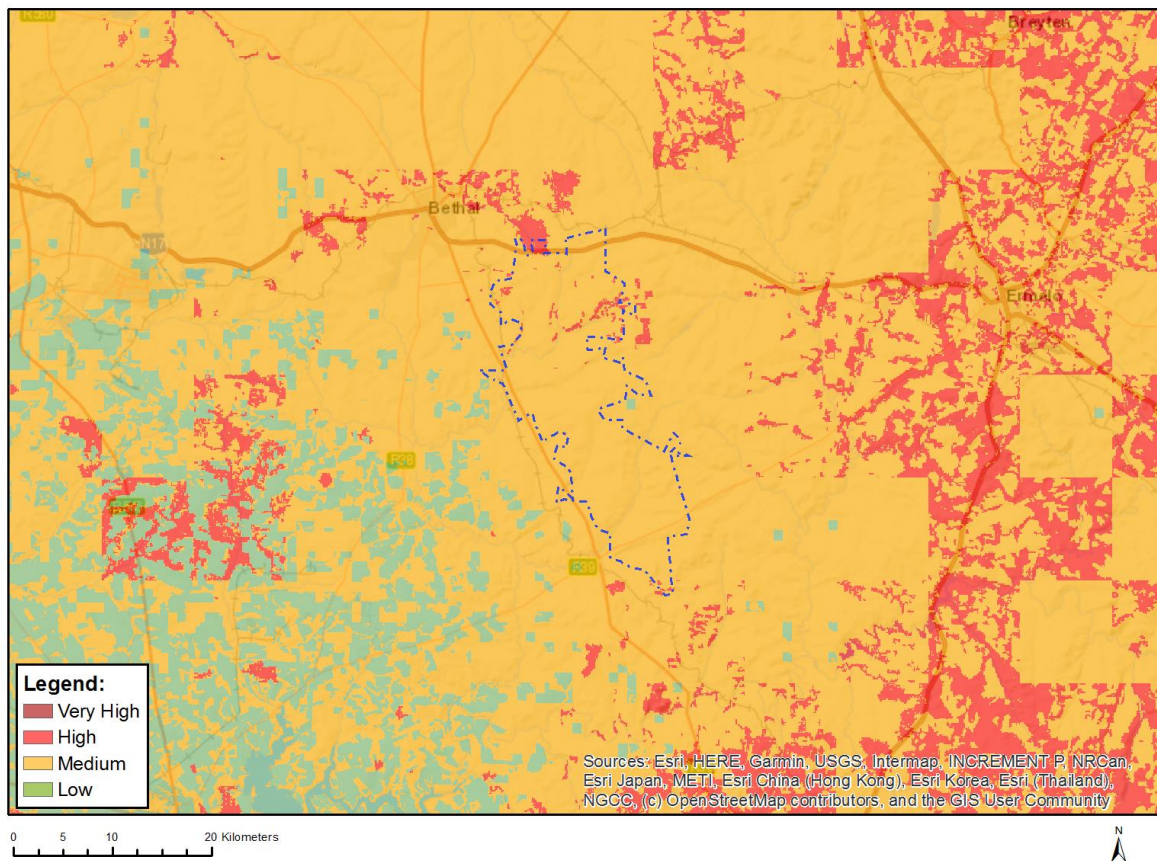 R580
Breyten
Bethal
N17
Ermelo
R38
R39
Legend:
Very High
High
Medium
Low
Sources: Esri, HERE, Garmin, USGS, Intermap, INCREMENT P, NRCan,
Esri Japan, METI, Esri China (Hong Kong), Esri Korea, Esri (Thailand),
NGCC, (c) OpenStreetMap contributors, and the GIS User Community
0 5 10 20 Kilometers
N